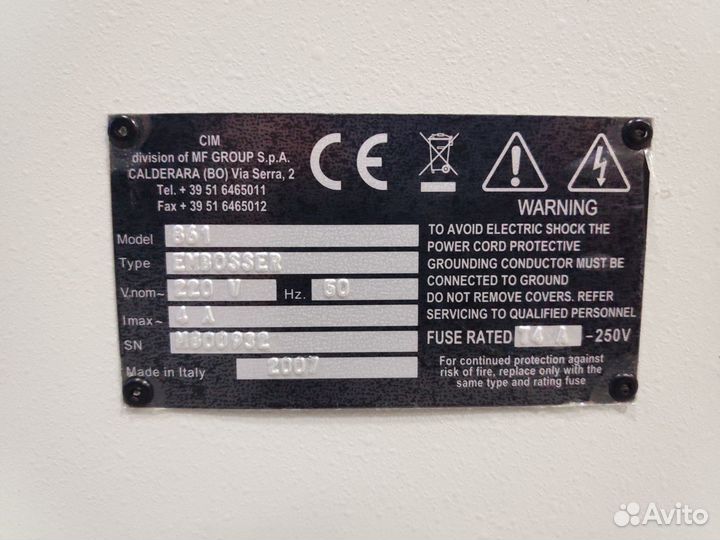 CIM
division of MF GROUP S.p.A.
CALDERARA (BO) Via Serra, 2
Tel. + 39 51 6465011
Fax + 39 51 6465012
CE
WARNING
TO AVOID ELECTRIC SHOCK THE
POWER CORD PROTECTIVE
GROUNDING CONDUCTOR MUST BE
CONNECTED TO GROUND
DO NOT REMOVE COVERS. REFER
SERVICING TO QUALIFIED PERSONNEL
FUSE RATED T4 A ~250V
For continued protection against
risk of fire, replace only with the
same type and rating fuse
Model
Type EMBOSSER
V.nom~ 220 V Hz. 50
I max~ 4 A
SN M800932
Made in Italy 2007
Avito